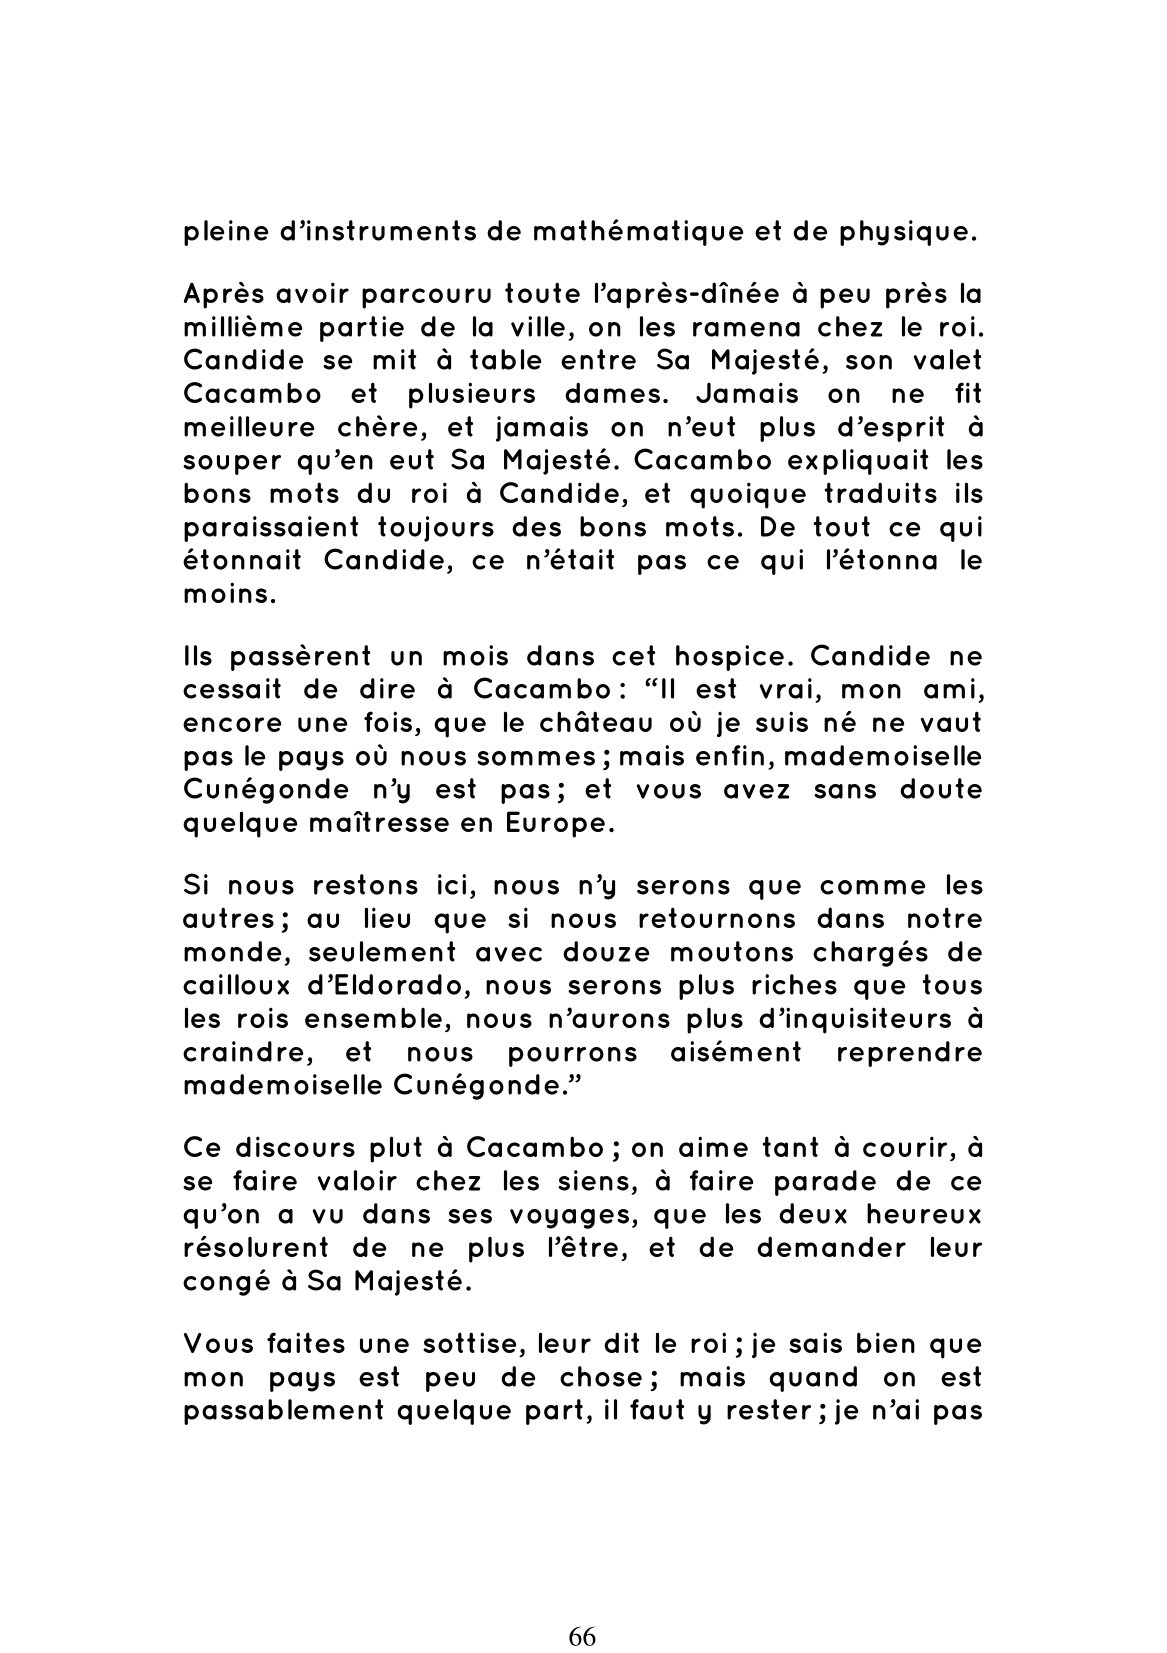 pleine d’instruments de mathématique et de physique.
Après avoir parcouru toute l’après-dînée à peu près la
millième partie de la ville, on les ramena chez le roi.
Candide se mit à table entre Sa Majesté, son valet
Cacambo et plusieurs dames. Jamais on ne fit
meilleure chère, et jamais on n’eut plus d’esprit à
souper qu’en eut Sa Majesté. Cacambo expliquait les
bons mots du roi à Candide, et quoique traduits ils
paraissaient toujours des bons mots. De tout ce qui
étonnait Candide, ce n’était pas ce qui l’étonna le
moins.
Ils passèrent un mois dans cet hospice. Candide ne
cessait de dire à Cacambo : “Il est vrai, mon ami,
encore une fois, que le château où je suis né ne vaut
pas le pays où nous sommes ; mais enfin, mademoiselle
Cunégonde n’y est pas ; et vous avez sans doute
quelque maîtresse en Europe.
Si nous restons ici, nous n’y serons que comme les
autres ; au lieu que si nous retournons dans notre
monde, seulement avec douze moutons chargés de
cailloux d’Eldorado, nous serons plus riches que tous
les rois ensemble, nous n’aurons plus d’inquisiteurs à
craindre, et nous pourrons aisément reprendre
mademoiselle Cunégonde.”
Ce discours plut à Cacambo ; on aime tant à courir, à
se faire valoir chez les siens, à faire parade de ce
qu’on a vu dans ses voyages, que les deux heureux
résolurent de ne plus l’être, et de demander leur
congé à Sa Majesté.
Vous faites une sottise, leur dit le roi ; je sais bien que
mon pays est peu de chose ; mais quand on est
passablement quelque part, il faut y rester ; je n’ai pas
66